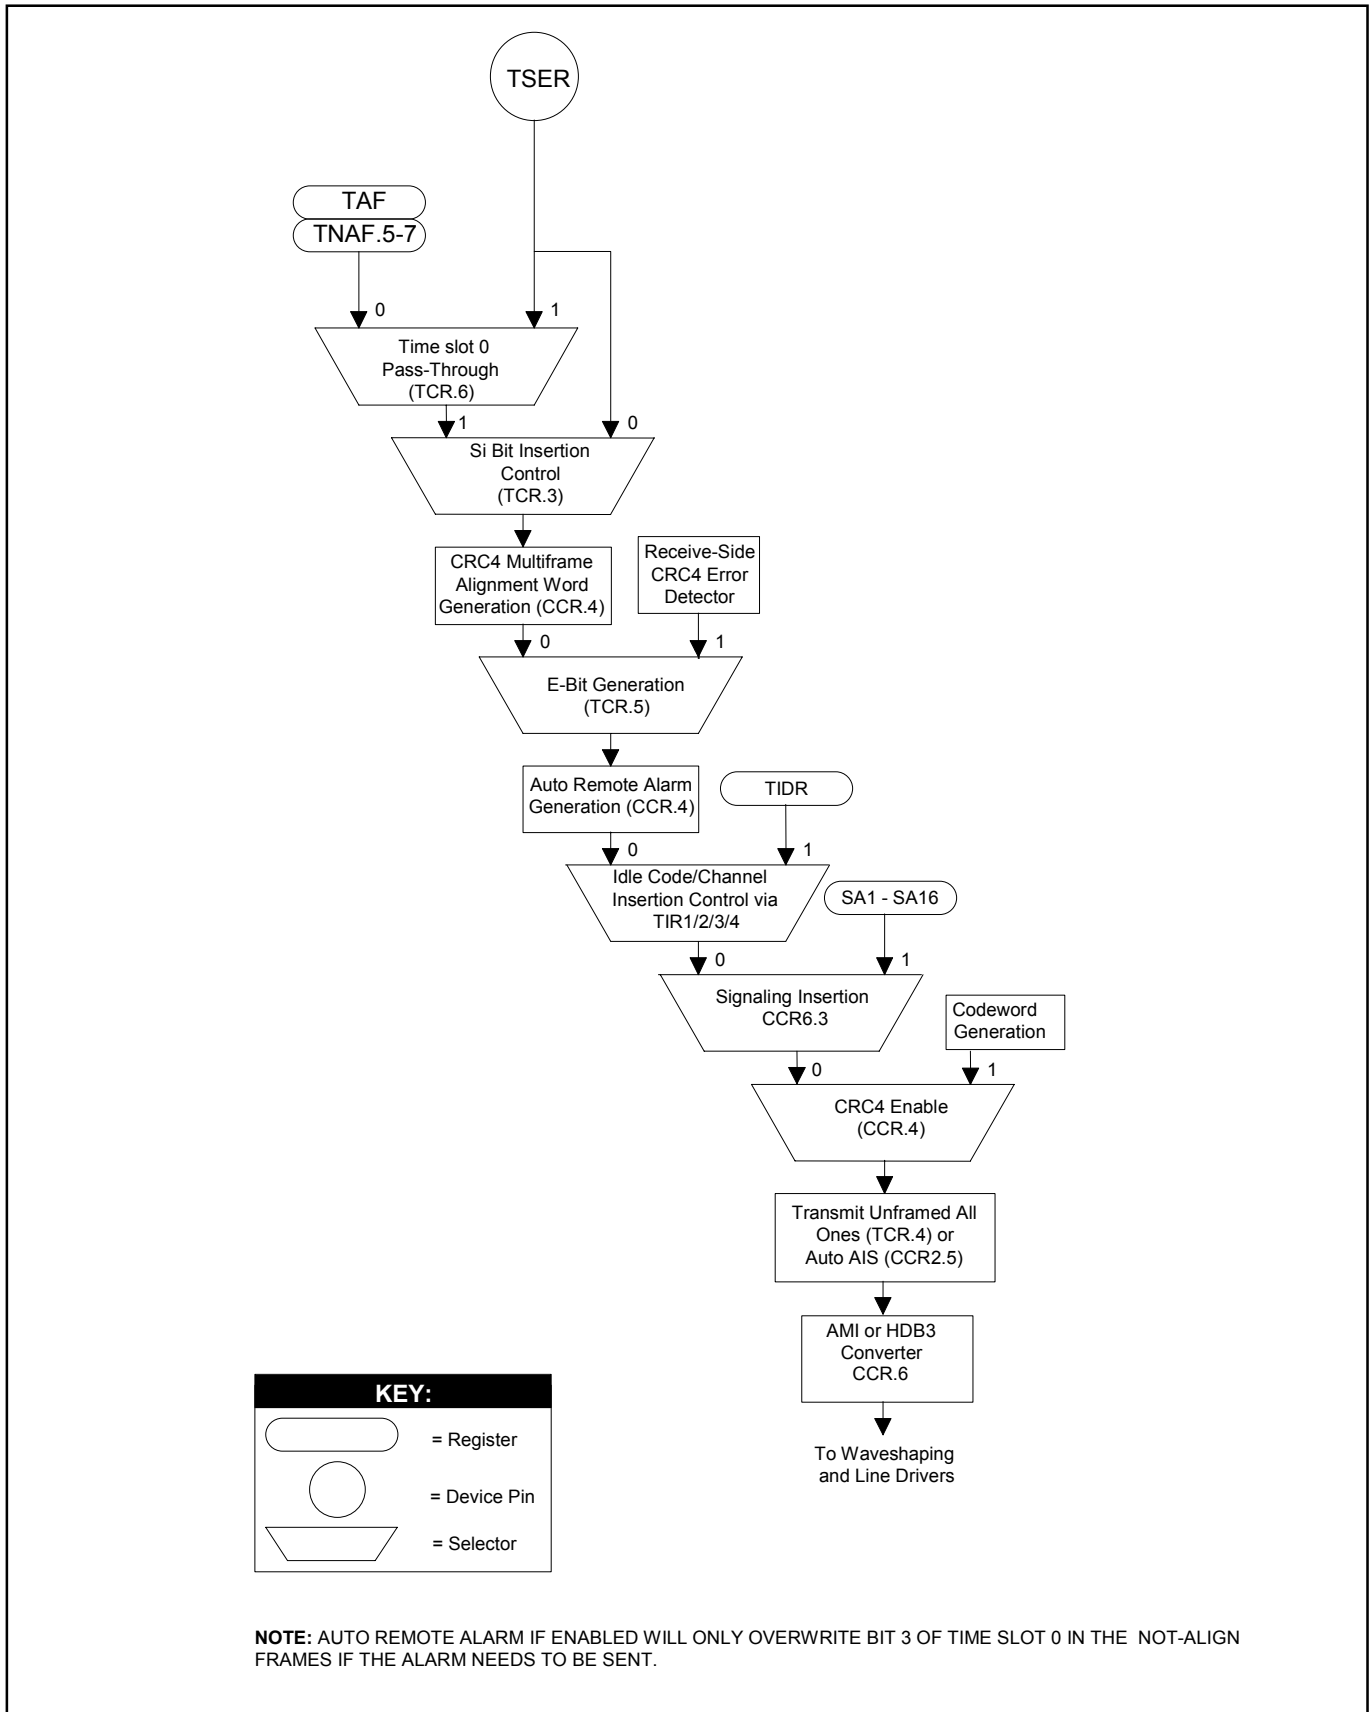 TSER
TAF
TNAF.5-7
0
1
Time slot 0
Pass-Through
(TCR.6)
1
0
Si Bit Insertion
Control
(TCR.3)
CRC4 Multiframe
Alignment Word
Generation (CCR.4)
Receive-Side
CRC4 Error
Detector
0
1
E-Bit Generation
(TCR.5)
Auto Remote Alarm
Generation (CCR.4)
TIDR
0
1
Idle Code/Channel
Insertion Control via
TIR1/2/3/4
SA1 - SA16
0
1
Signaling Insertion
CCR6.3
Codeword
Generation
0
1
CRC4 Enable
(CCR.4)
Transmit Unframed All
Ones (TCR.4) or
Auto AIS (CCR2.5)
AMI or HDB3
Converter
CCR.6
To Waveshaping
and Line Drivers
KEY:
= Register
= Device Pin
= Selector
NOTE: AUTO REMOTE ALARM IF ENABLED WILL ONLY OVERWRITE BIT 3 OF TIME SLOT 0 IN THE NOT-ALIGN
FRAMES IF THE ALARM NEEDS TO BE SENT.